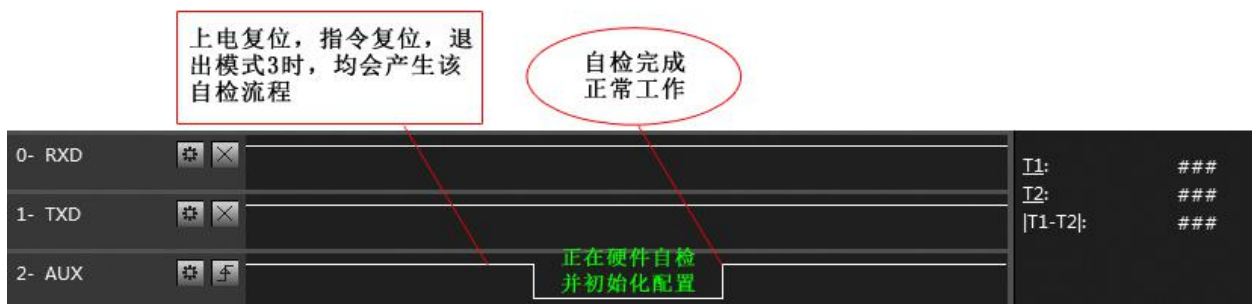 上电复位，指令复位，退
出模式3时，均会产生该
自检流程
自检完成
正常工作
0- RXD
1- TXD
2- AUX
正在硬件自检
并初始化配置
T1: ###
T2: ###
|T1-T2|: ###